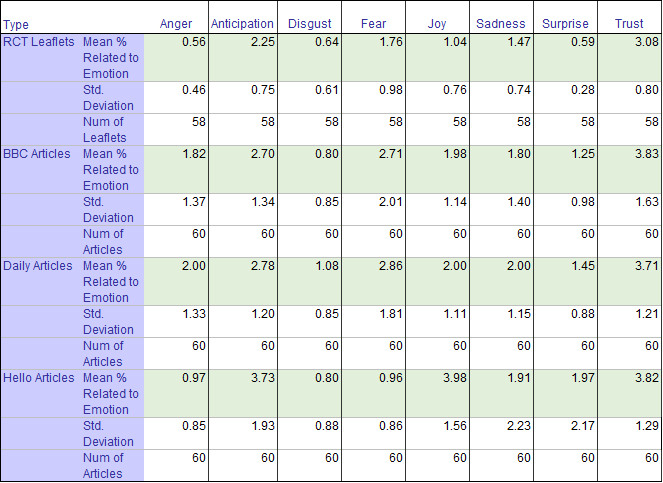 Type Anger Anticipation Disgust Fear Joy Sadness Surprise Trust
RCT Leaflets Mean % 0.56 2.25 0.64 1.76 1.04 1.47 0.59 3.08
Related to
Emotion
Std. 0.46 0.75 0.61 0.98 0.76 0.74 0.28 0.80
Deviation
Num of 58 58 58 58 58 58 58 58
Leaflets
BBC Articles Mean % 1.82 2.70 0.80 2.71 1.98 1.80 1.25 3.83
Related to
Emotion
Std. 1.37 1.34 0.85 2.01 1.14 1.40 0.98 1.63
Deviation
Num of 60 60 60 60 60 60 60 60
Articles
Daily Articles Mean % 2.00 2.78 1.08 2.86 2.00 2.00 1.45 3.71
Related to
Emotion
Std. 1.33 1.20 0.85 1.81 1.11 1.15 0.88 1.21
Deviation
Num of 60 60 60 60 60 60 60 60
Articles
Hello Articles Mean % 0.97 3.73 0.80 0.96 3.98 1.91 1.97 3.82
Related to
Emotion
Std. 0.85 1.93 0.88 0.86 1.56 2.23 2.17 1.29
Deviation
Num of 60 60 60 60 60 60 60 60
Articles